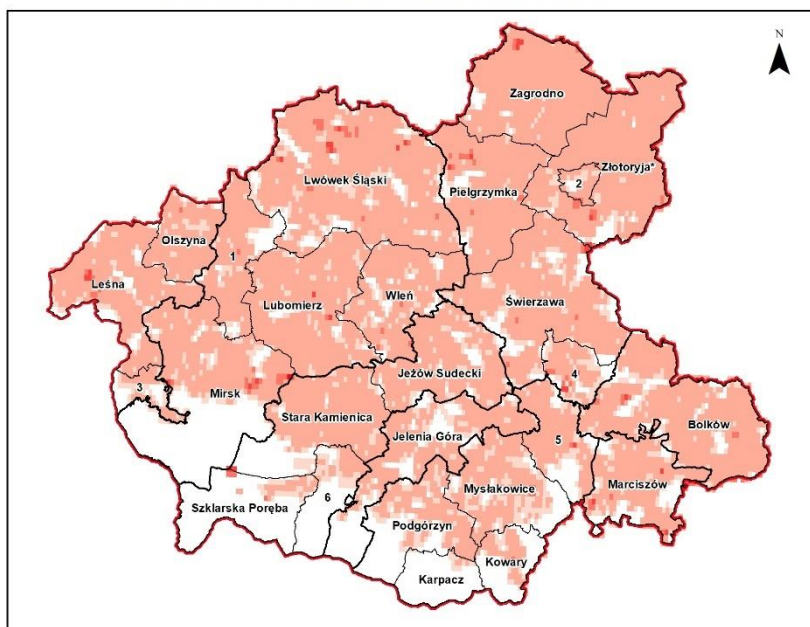 N
Zagrodno
Złotoryja*
2
Pielgrzymka
Lwówek Śląski
Olszyna
1
Leśna
Lubomierz
Wleń
Świerzawa
3
Mirsk
Jeżów Sudecki
4
Stara Kamienica
Bolków
Jelenia Góra
5
Marciszów
Mysłakowice
6
Szklarska Poręba
Podgórzyn
Kowary
Karpacz